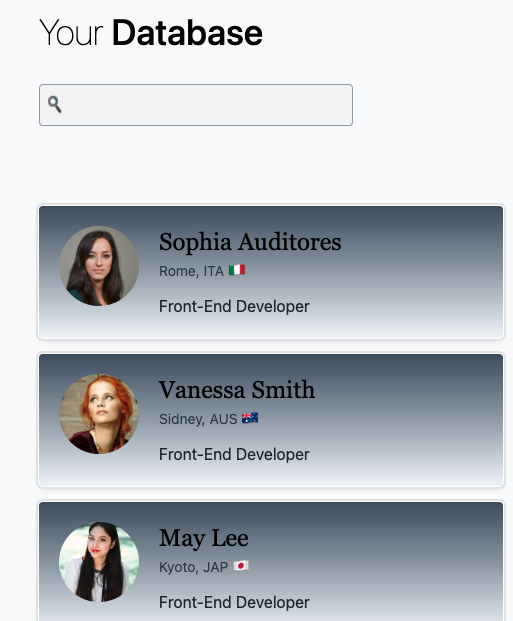 Your Database
Sophia Auditores
Rome, ITA 🇮🇹
Front-End Developer
Vanessa Smith
Sidney, AUS 🇦🇺
Front-End Developer
May Lee
Kyoto, JAP 🇯🇵
Front-End Developer